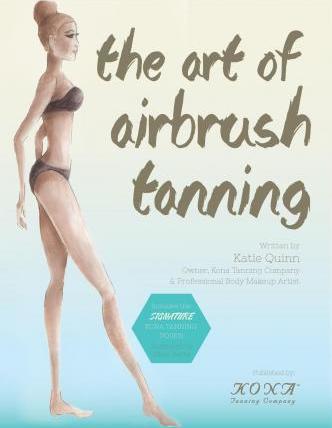 the art of
airbrush
tanning
Written by
Katie Quinn
Owner, Kona Tanning Company
& Professional Body Makeup Artist
Includes the
SIGNATURE
KONA TANNING
POSES
Published by:
KONA
Tanning Company